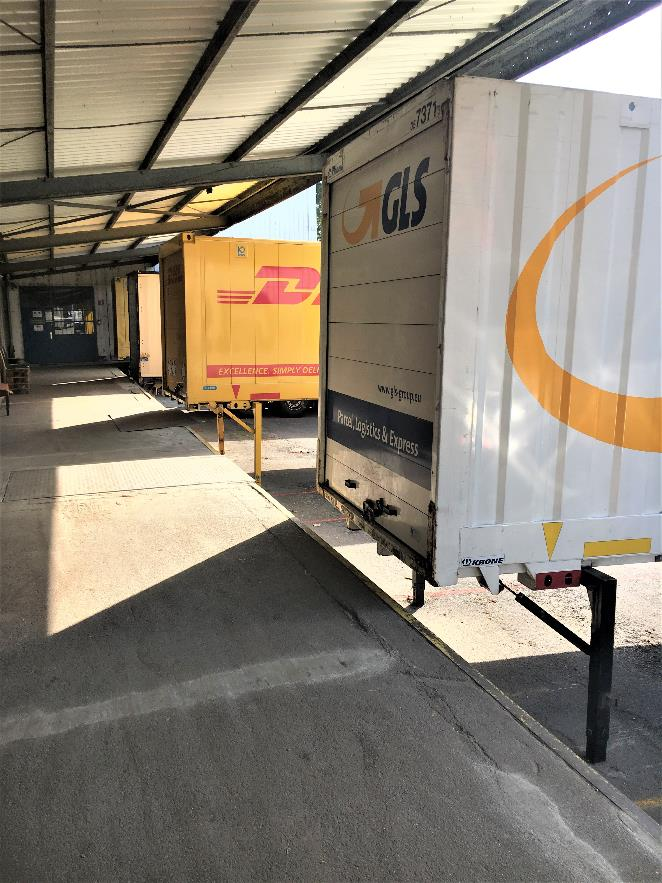 7371
GLS
www.gls-group.eu
Parcel, Logistics & Express
KRONE
EXCELLENCE. SIMPLY DELI